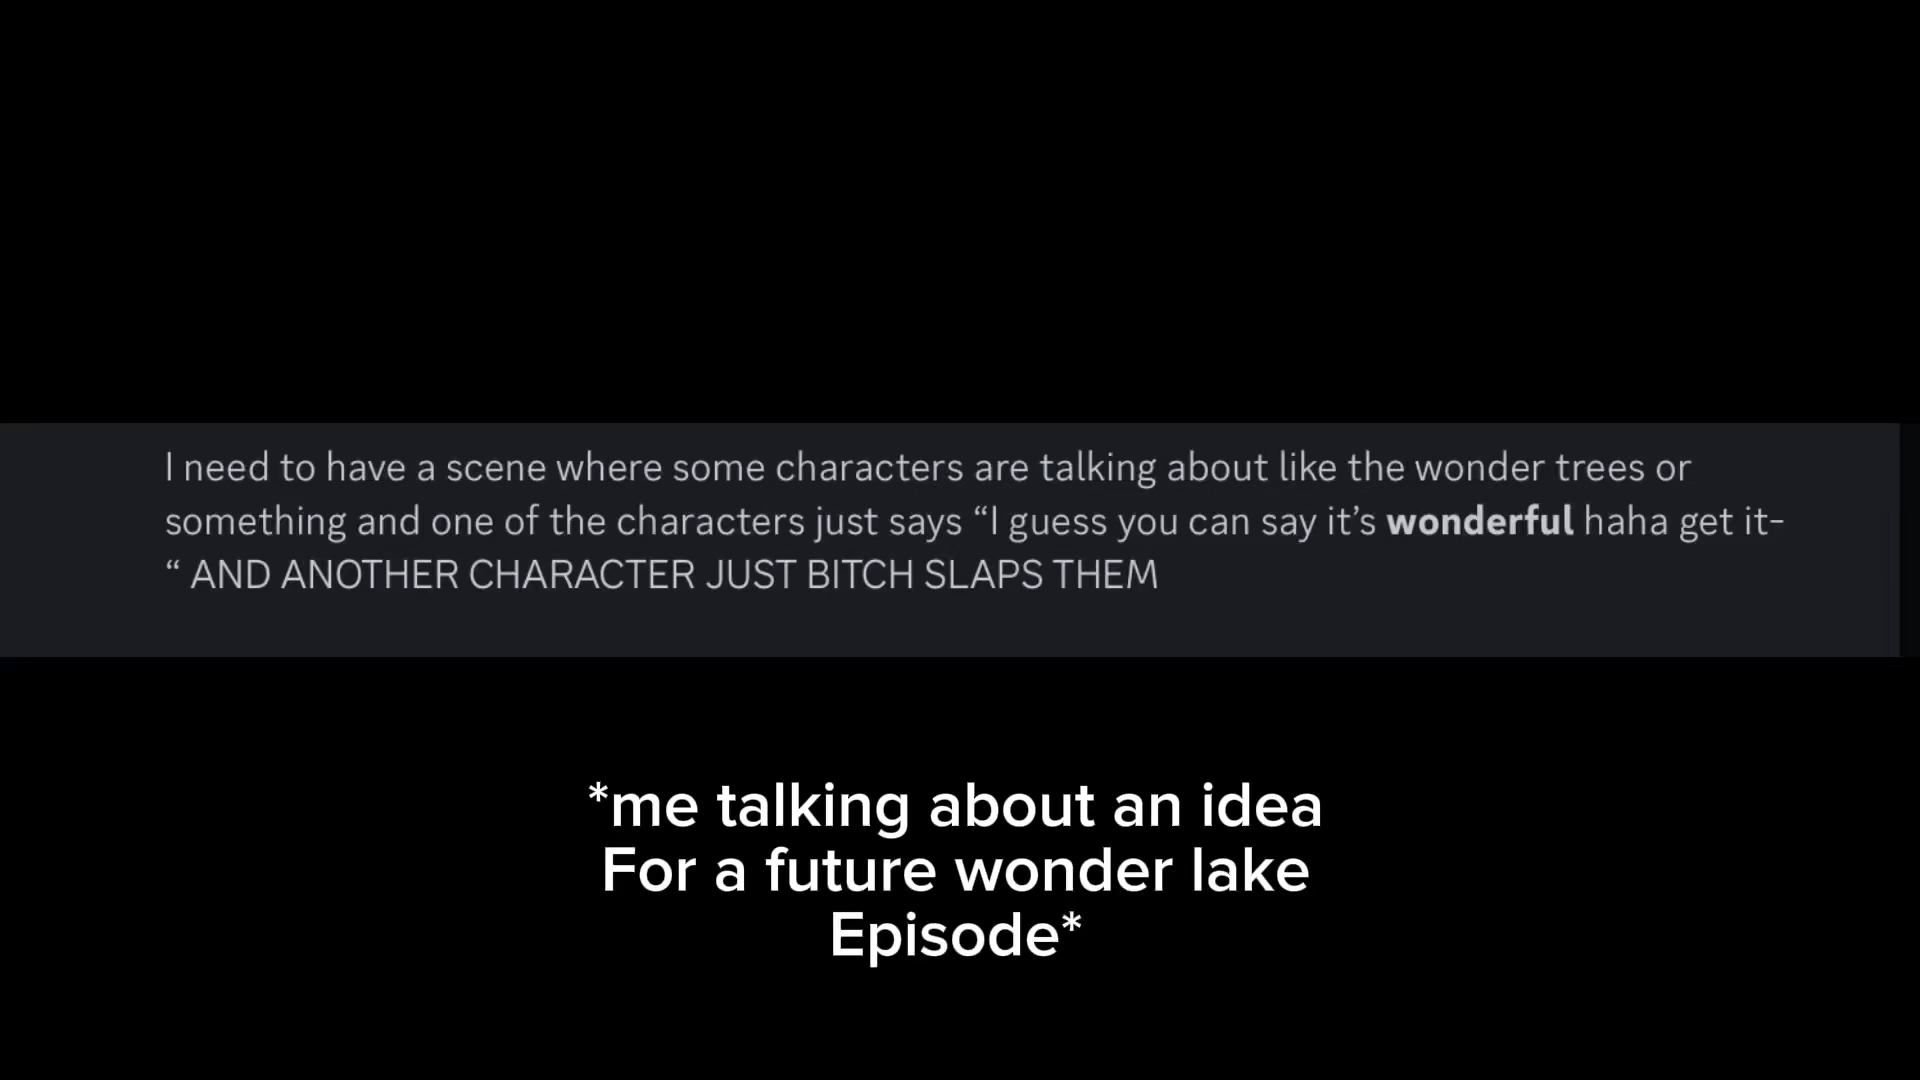 I need to have a scene where some characters are talking about like the wonder trees or
something and one of the characters just says “I guess you can say it’s wonderful haha get it-
“ AND ANOTHER CHARACTER JUST BITCH SLAPS THEM
*me talking about an idea
For a future wonder lake
Episode*